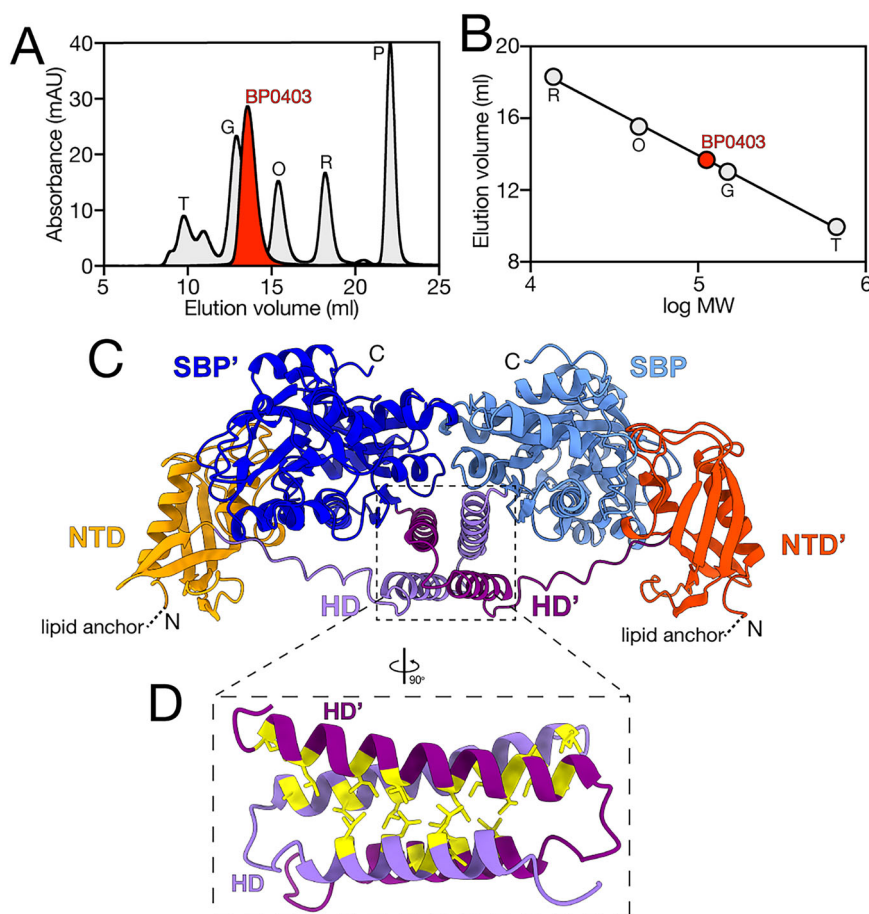 A
Absorbance (mAU)
40
30
20
10
0
T
G
BP0403
O
R
P
5
10
15
20
25
Elution volume (ml)
B
Elution volume (ml)
20
16
12
8
R
O
BP0403
G
T
4
5
6
log MW
C
SBP’
C
C
SBP
NTD
NTD’
HD
HD’
lipid anchor
N
lipid anchor
N
90°
D
HD’
HD